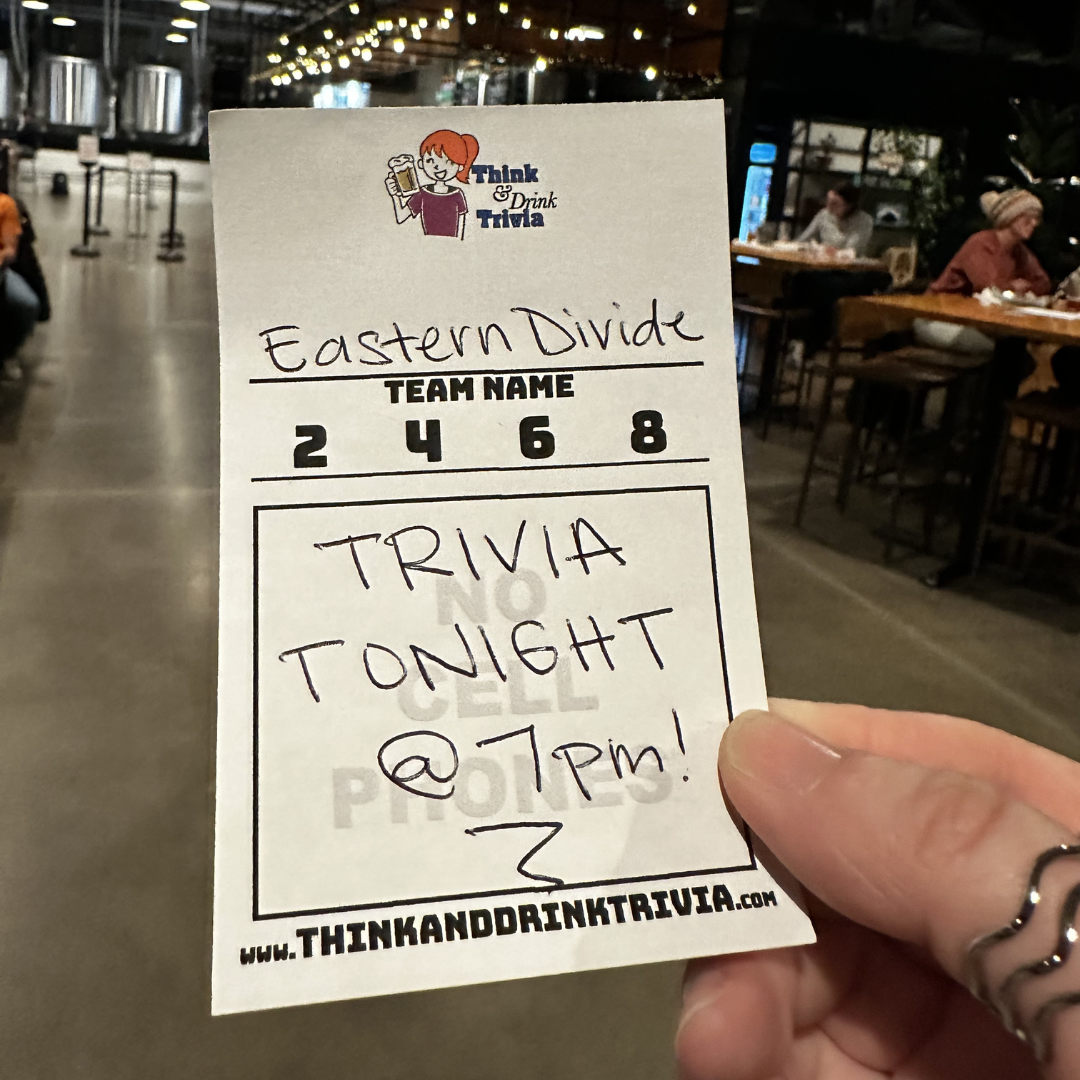 Think
& Drink
Trivia
Eastern Divide
TEAM NAME
2 4 6 8
TRIVIA
NO
TONIGHT
CELL
@ 7pm!
PHONES
www.THINKANDDRINKTRIVIA.COM